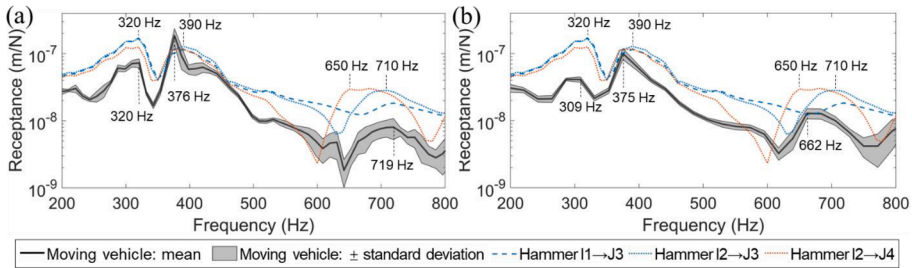 (a)
320 Hz
390 Hz
650 Hz
710 Hz
320 Hz
376 Hz
719 Hz
Receptance (m/N)
10⁻⁷
10⁻⁸
10⁻⁹
200 300 400 500 600 700 800
Frequency (Hz)
(b)
320 Hz
390 Hz
650 Hz
710 Hz
309 Hz
375 Hz
662 Hz
Receptance (m/N)
10⁻⁷
10⁻⁸
10⁻⁹
200 300 400 500 600 700 800
Frequency (Hz)
Moving vehicle: mean Moving vehicle: ± standard deviation Hammer I1→J3 Hammer I2→J3 Hammer I2→J4